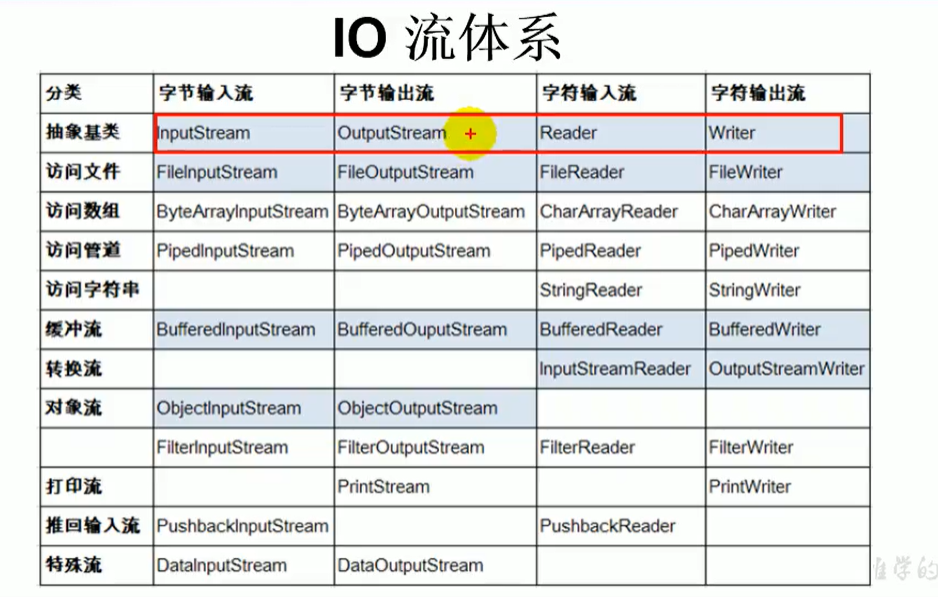 IO 流体系
分类 字节输入流 字节输出流 字符输入流 字符输出流
抽象基类 InputStream OutputStream Reader Writer
访问文件 FileInputStream FileOutputStream FileReader FileWriter
访问数组 ByteArrayInputStream ByteArrayOutputStream CharArrayReader CharArrayWriter
访问管道 PipedInputStream PipedOutputStream PipedReader PipedWriter
访问字符串 StringReader StringWriter
缓冲流 BufferedInputStream BufferedOuputStream BufferedReader BufferedWriter
转换流 InputStreamReader OutputStreamWriter
对象流 ObjectInputStream ObjectOutputStream
FilterInputStream FilterOutputStream FilterReader FilterWriter
打印流 PrintStream PrintWriter
推回输入流 PushbackInputStream PushbackReader
特殊流 DataInputStream DataOutputStream
学的